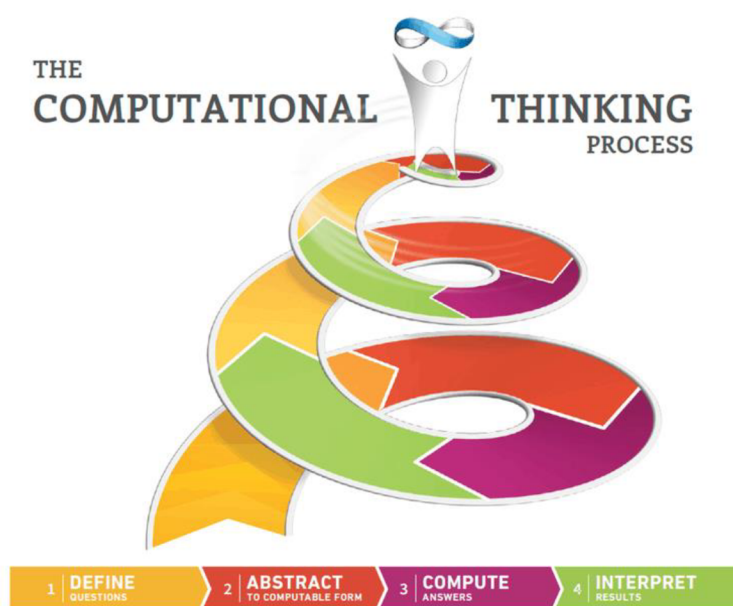 THE
COMPUTATIONAL THINKING
PROCESS
1 DEFINE
QUESTIONS
2 ABSTRACT
TO COMPUTABLE FORM
3 COMPUTE
ANSWERS
4 INTERPRET
RESULTS